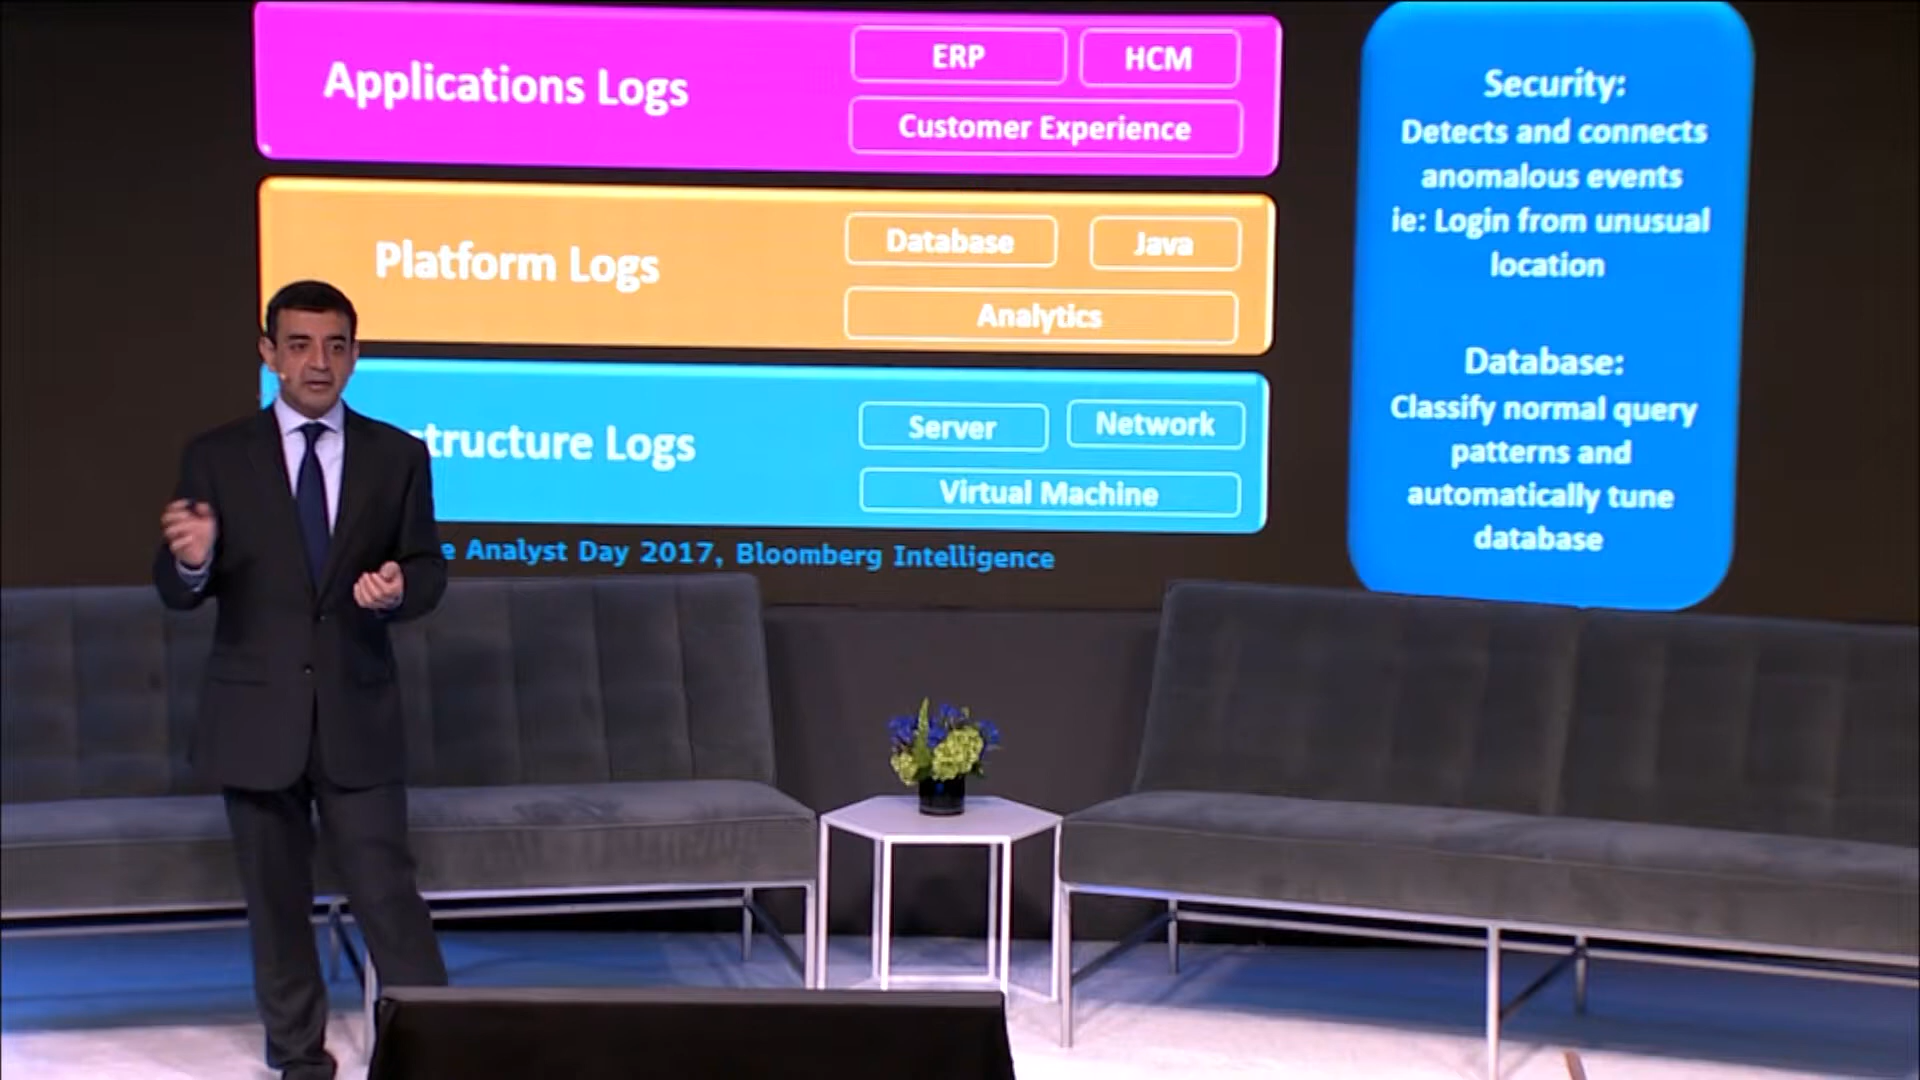 Applications Logs
ERP
HCM
Customer Experience
Platform Logs
Database
Java
Analytics
structure Logs
Server
Network
Virtual Machine
Analyst Day 2017, Bloomberg Intelligence
Security:
Detects and connects
anomalous events
ie: Login from unusual
location
Database:
Classify normal query
patterns and
automatically tune
database